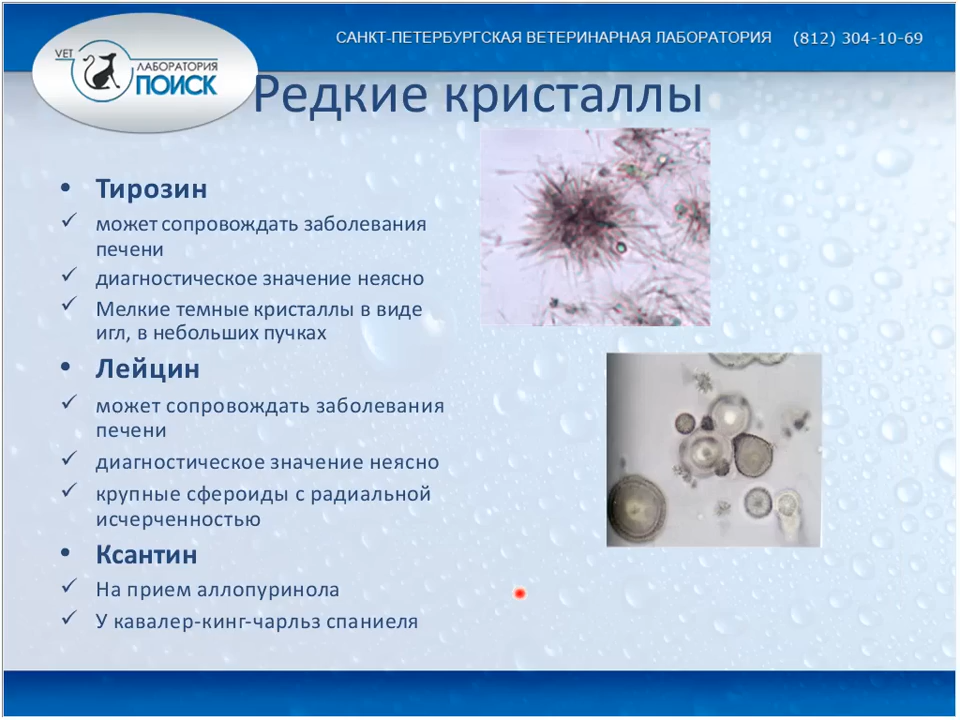 САНКТ-ПЕТЕРБУРГСКАЯ ВЕТЕРИНАРНАЯ ЛАБОРАТОРИЯ (812) 304-10-69
VET
ЛАБОРАТОРИЯ
ПОИСК
Редкие кристаллы
• Тирозин
✓ может сопровождать заболевания
печени
✓ диагностическое значение неясно
✓ Мелкие темные кристаллы в виде
игл, в небольших пучках
• Лейцин
✓ может сопровождать заболевания
печени
✓ диагностическое значение неясно
✓ крупные сфероиды с радиальной
исчерченностью
• Ксантин
✓ На прием аллопуринола
✓ У кавалер-кинг-чарльз спаниеля